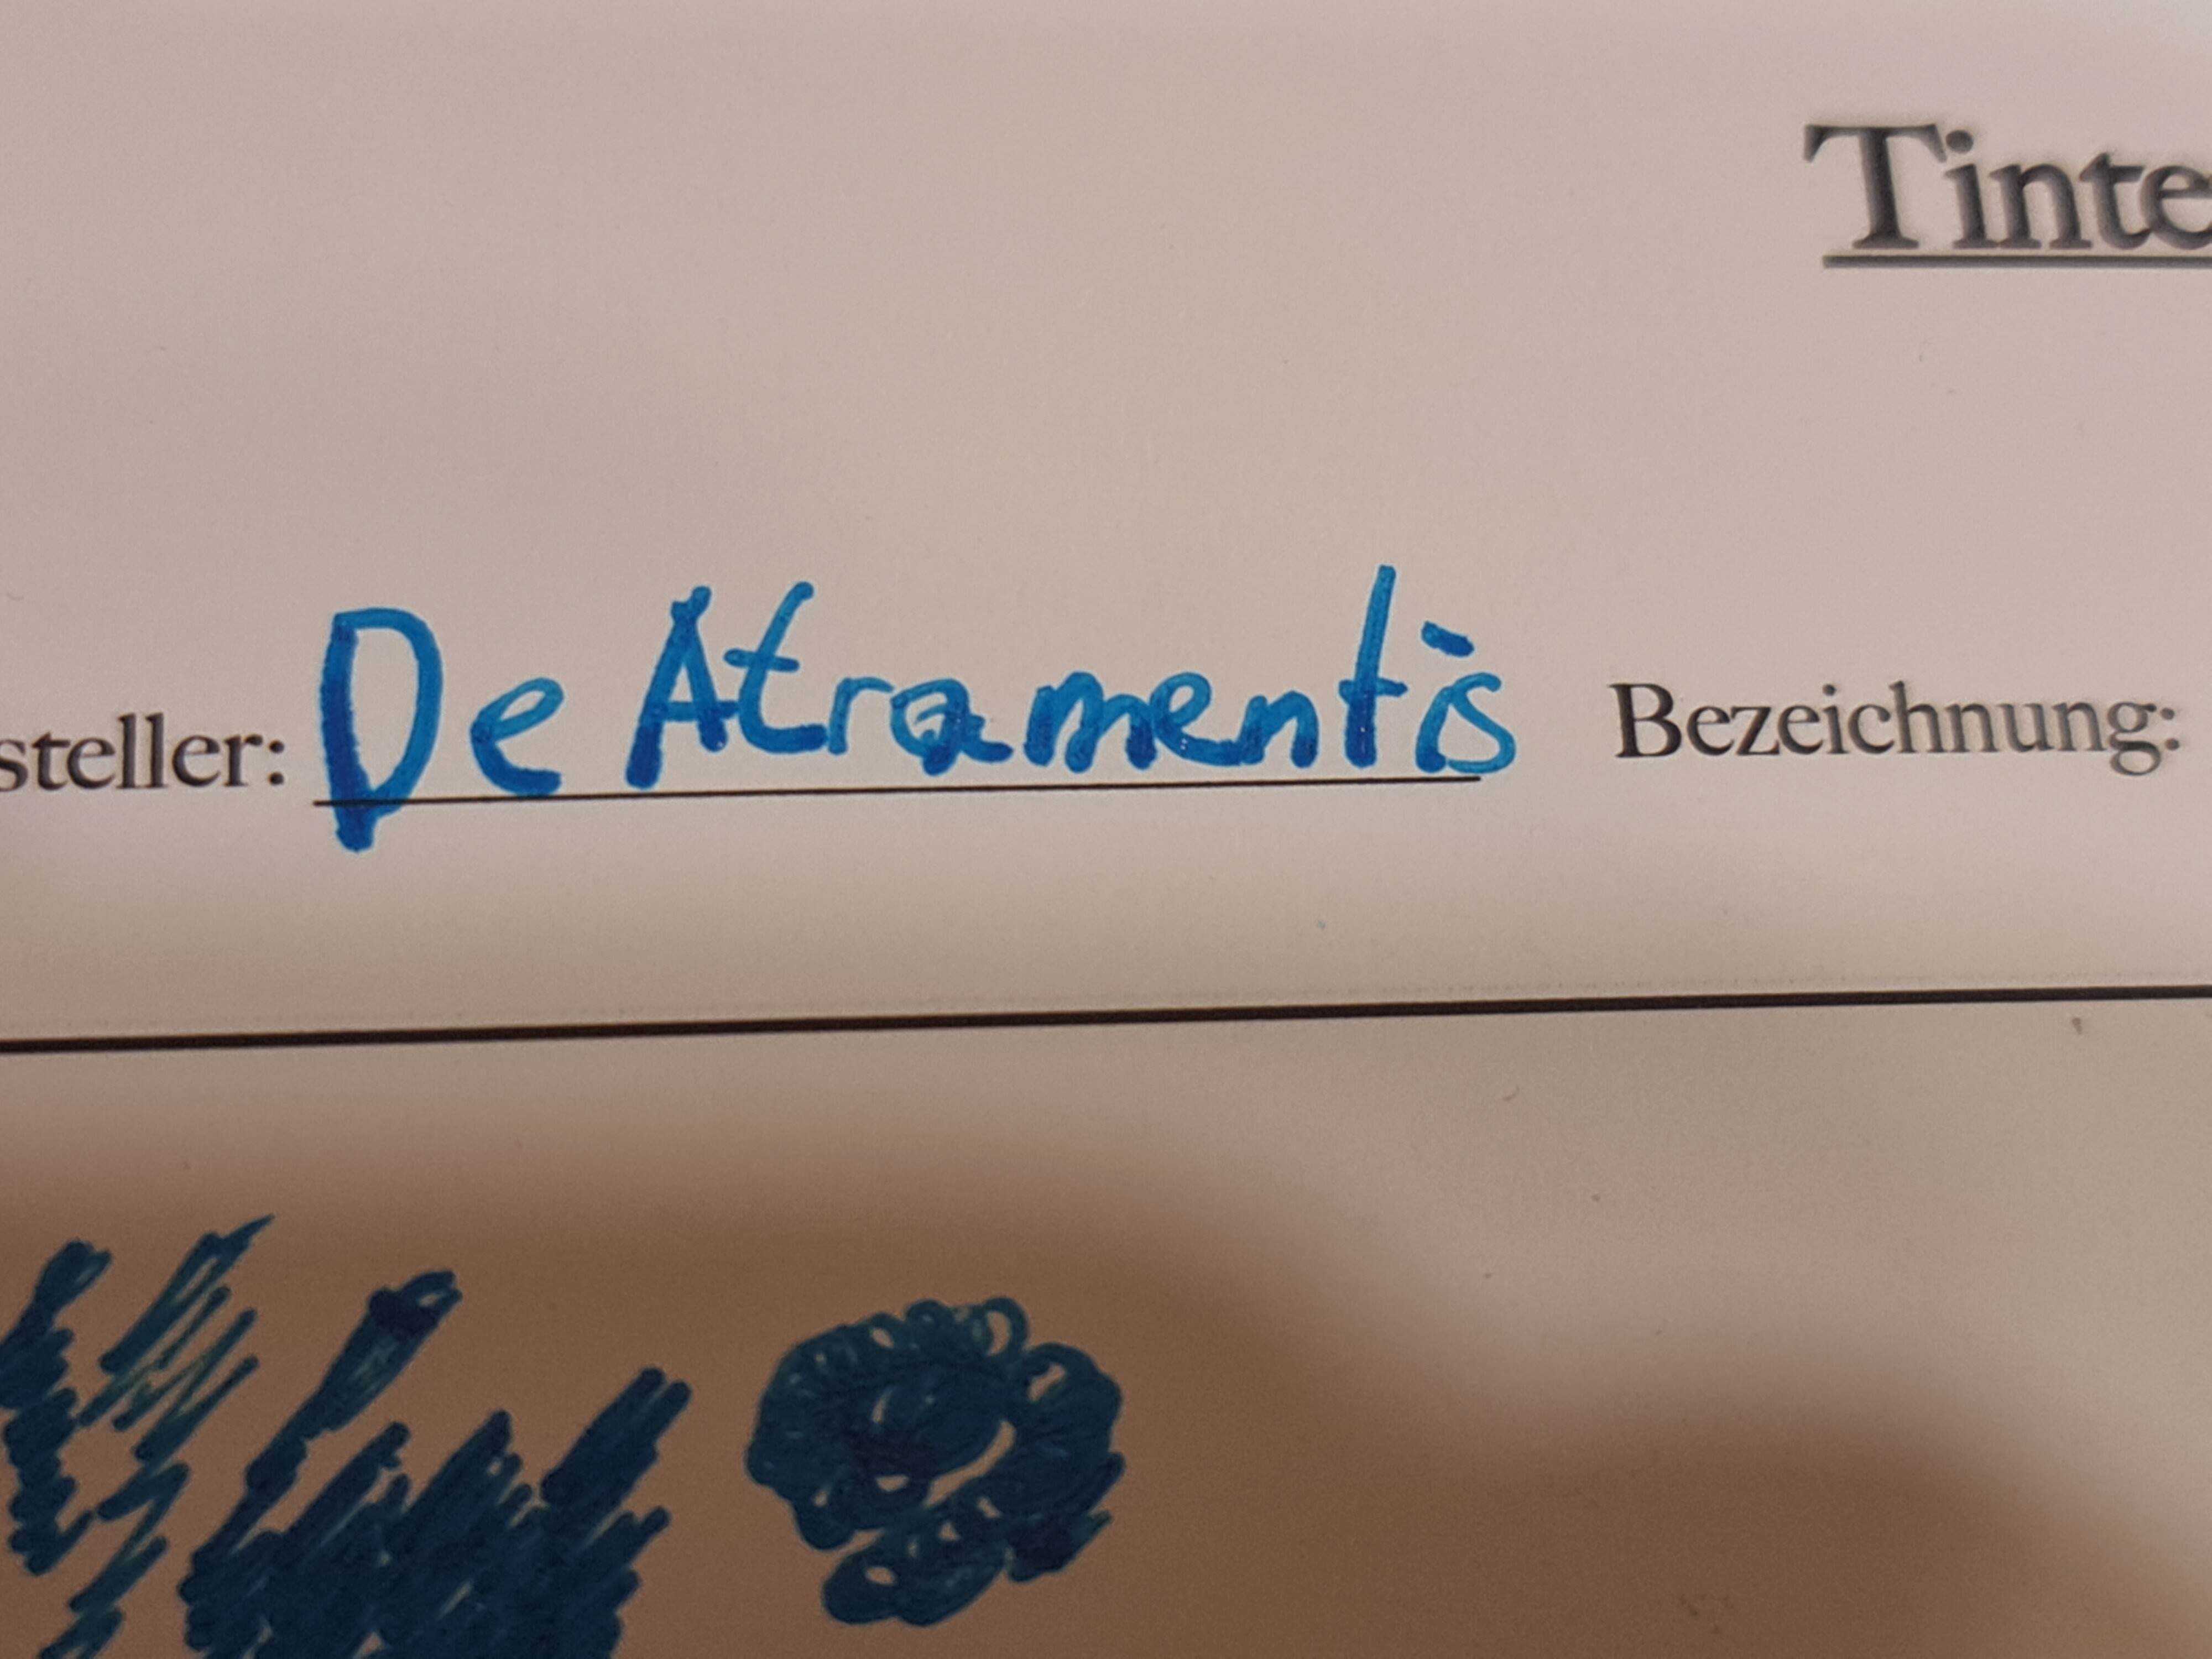 Tinte
steller: De Atramentis Bezeichnung: